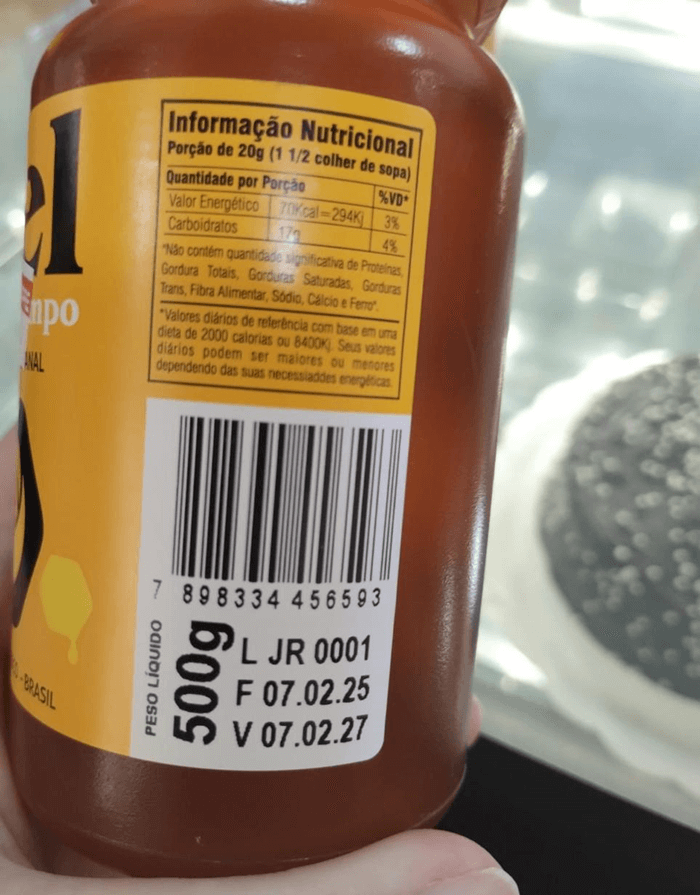 el
mpo
ANAL
- BRASIL
Informação Nutricional
Porção de 20g (1 1/2 colher de sopa)
Quantidade por Porção
%VD*
Valor Energético 70Kcal=294Kj 3%
Carboidratos 17g 4%
"Não contém quantidade significativa de Proteínas,
Gordura Totais, Gorduras Saturadas, Gorduras
Trans, Fibra Alimentar, Sódio, Cálcio e Ferro".
*Valores diários de referência com base em uma
dieta de 2000 calorias ou 8400Kj. Seus valores
diários podem ser maiores ou menores
dependendo das suas necessiaddes energéticas.
7 898334 456593
PESO LÍQUIDO
500g
L JR 0001
F 07.02.25
V 07.02.27